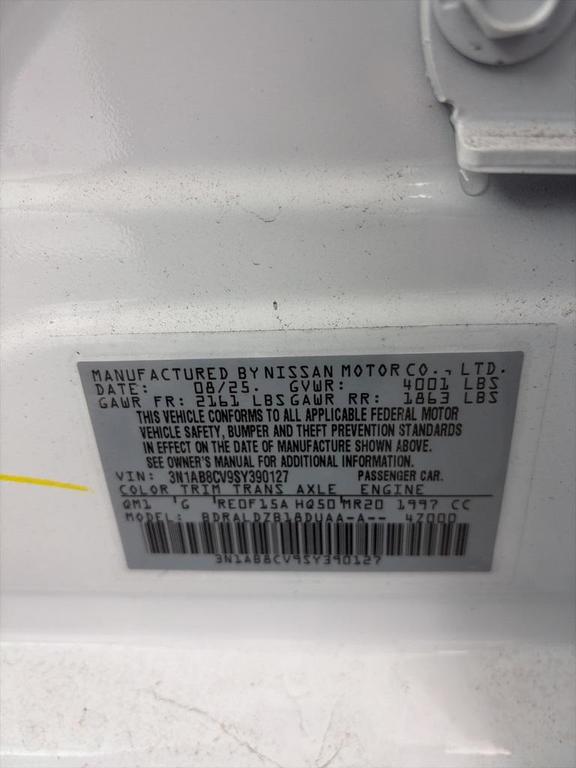 MANUFACTURED BY NISSAN MOTOR CO., LTD.
DATE: 08/25. GVWR: 4001 LBS
GAWR FR: 2161 LBS GAWR RR: 1863 LBS
THIS VEHICLE CONFORMS TO ALL APPLICABLE FEDERAL MOTOR
VEHICLE SAFETY, BUMPER AND THEFT PREVENTION STANDARDS
IN EFFECT ON THE DATE OF MANUFACTURE SHOWN ABOVE.
SEE OWNER'S MANUAL FOR ADDITIONAL INFORMATION.
VIN: 3N1AB8CV9SY390127 PASSENGER CAR.
COLOR TRIM TRANS AXLE ENGINE
QM1 G RE0F15A HQ50 MR20 1997 CC
MODEL: BDRALDZB18DUAA-A-- 47000
3N1AB8CV9SY390127